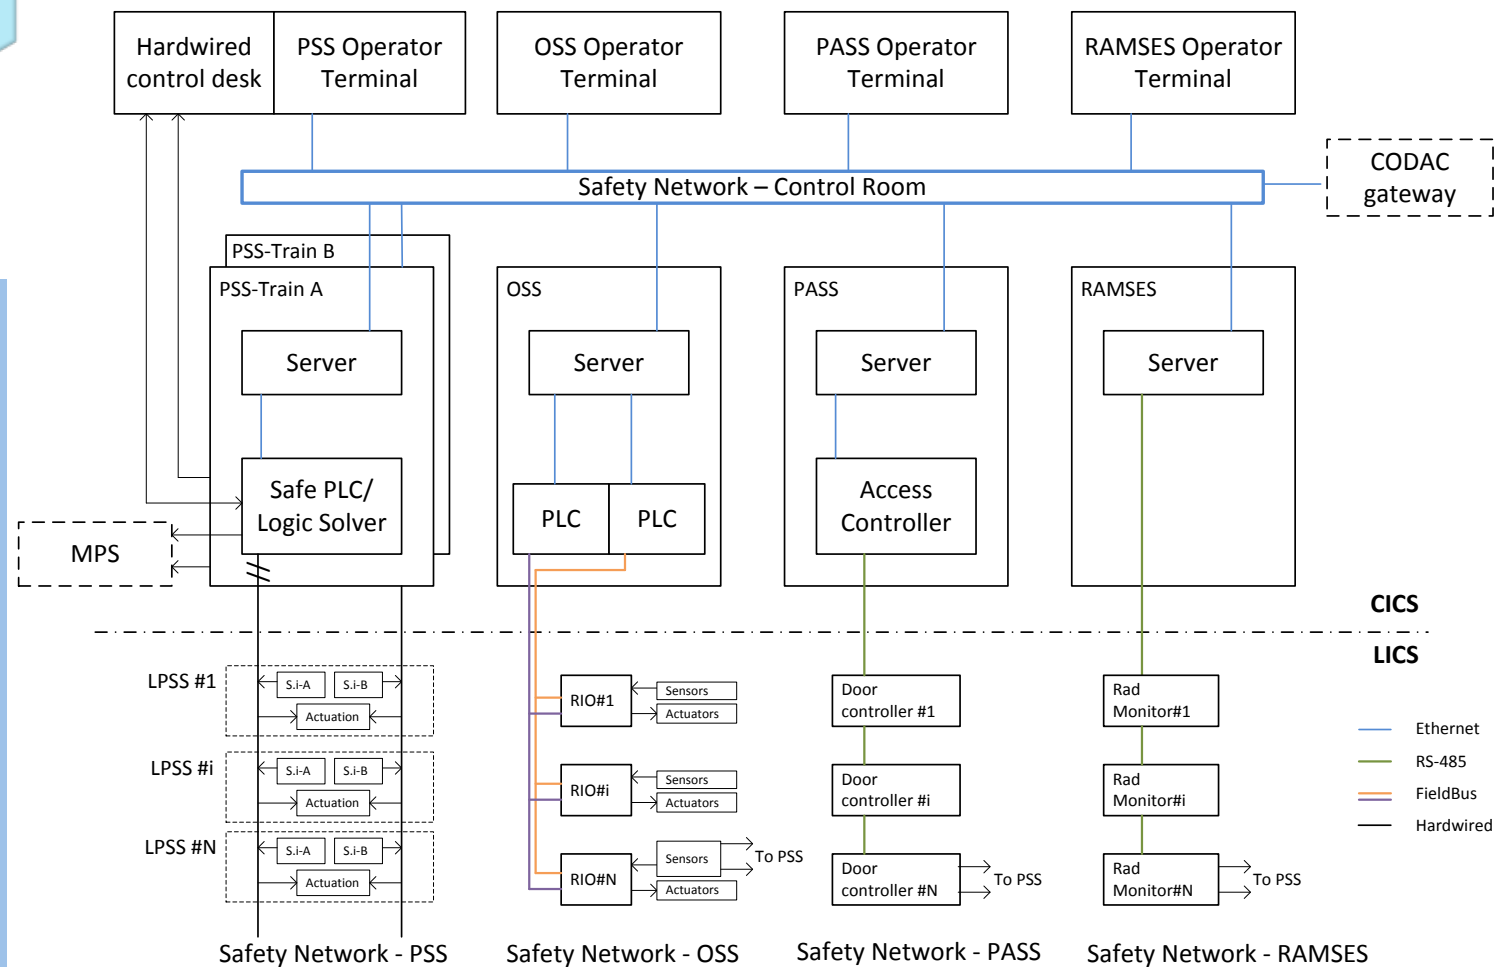 Hardwired
control desk
PSS Operator
Terminal
OSS Operator
Terminal
PASS Operator
Terminal
RAMSES Operator
Terminal
Safety Network – Control Room
CODAC
gateway
PSS-Train B
PSS-Train A
OSS
PASS
RAMSES
Server
Server
Server
Server
Safe PLC/
Logic Solver
PLC
PLC
Access
Controller
MPS
CICS
LICS
LPSS #1
S.i-A
S.i-B
Actuation
RIO#1
Sensors
Actuators
Door
controller #1
Rad
Monitor#1
LPSS #i
S.i-A
S.i-B
Actuation
RIO#i
Sensors
Actuators
Door
controller #i
Rad
Monitor#i
LPSS #N
S.i-A
S.i-B
Actuation
RIO#N
Sensors
Actuators
To PSS
Door
controller #N
To PSS
Rad
Monitor#N
To PSS
Ethernet
RS-485
FieldBus
Hardwired
Safety Network - PSS
Safety Network - OSS
Safety Network - PASS
Safety Network - RAMSES